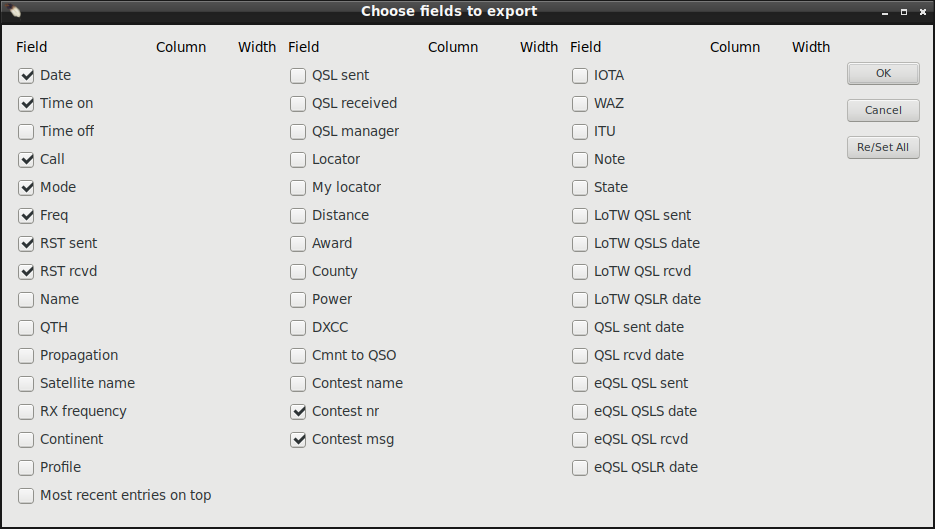 Choose fields to export
Field Column Width Field Column Width Field Column Width
Date QSL sent IOTA OK
Time on QSL received WAZ Cancel
Time off QSL manager ITU Re/Set All
Call Locator Note
Mode My locator State
Freq Distance LoTW QSL sent
RST sent Award LoTW QSLS date
RST rcvd County LoTW QSL rcvd
Name Power LoTW QSLR date
QTH DXCC QSL sent date
Propagation Cmnt to QSO QSL rcvd date
Satellite name Contest name eQSL QSL sent
RX frequency Contest nr eQSL QSLS date
Continent Contest msg eQSL QSL rcvd
Profile eQSL QSLR date
Most recent entries on top